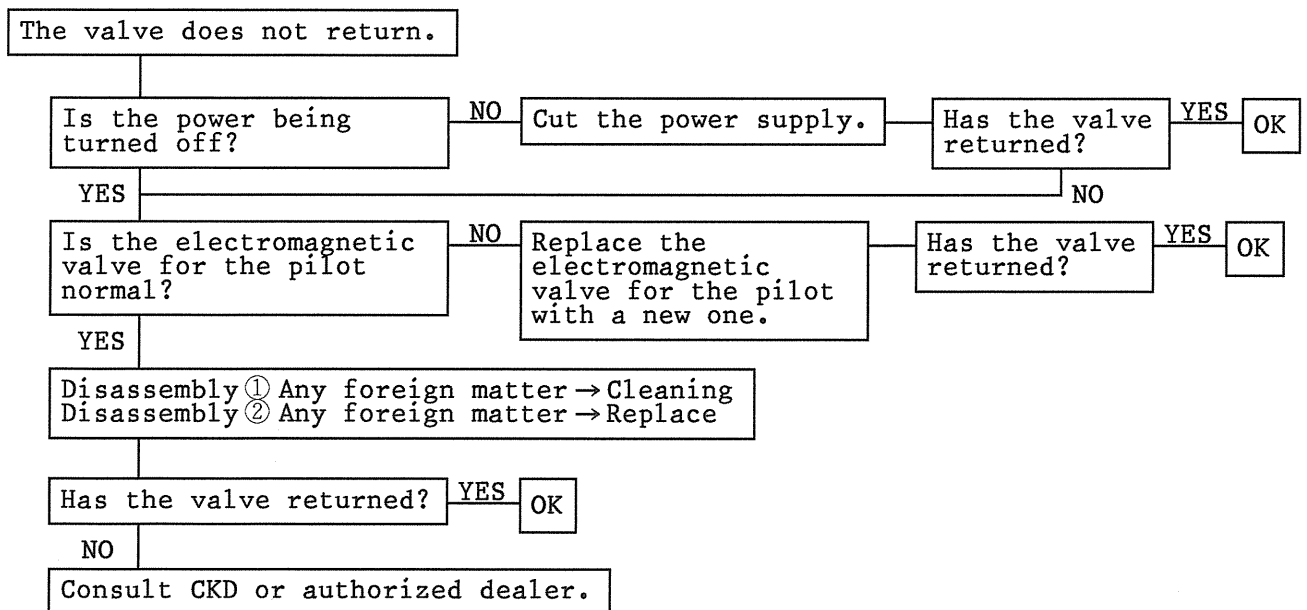 The valve does not return.
Is the power being
turned off?
NO
Cut the power supply.
Has the valve
returned?
YES
OK
YES
NO
Is the electromagnetic
valve for the pilot
normal?
NO
Replace the
electromagnetic
valve for the pilot
with a new one.
Has the valve
returned?
YES
OK
YES
Disassembly ① Any foreign matter → Cleaning
Disassembly ② Any foreign matter → Replace
Has the valve returned?
YES
OK
NO
Consult CKD or authorized dealer.